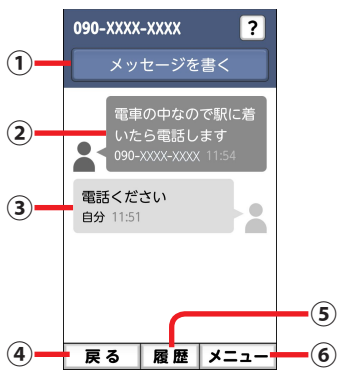 090-XXXX-XXXX ?
① メッセージを書く
② 電車の中なので駅に着
いたら電話します
090-XXXX-XXXX 11:54
③ 電話ください
自分 11:51
⑤
④ 戻る 履歴 メニュー ⑥